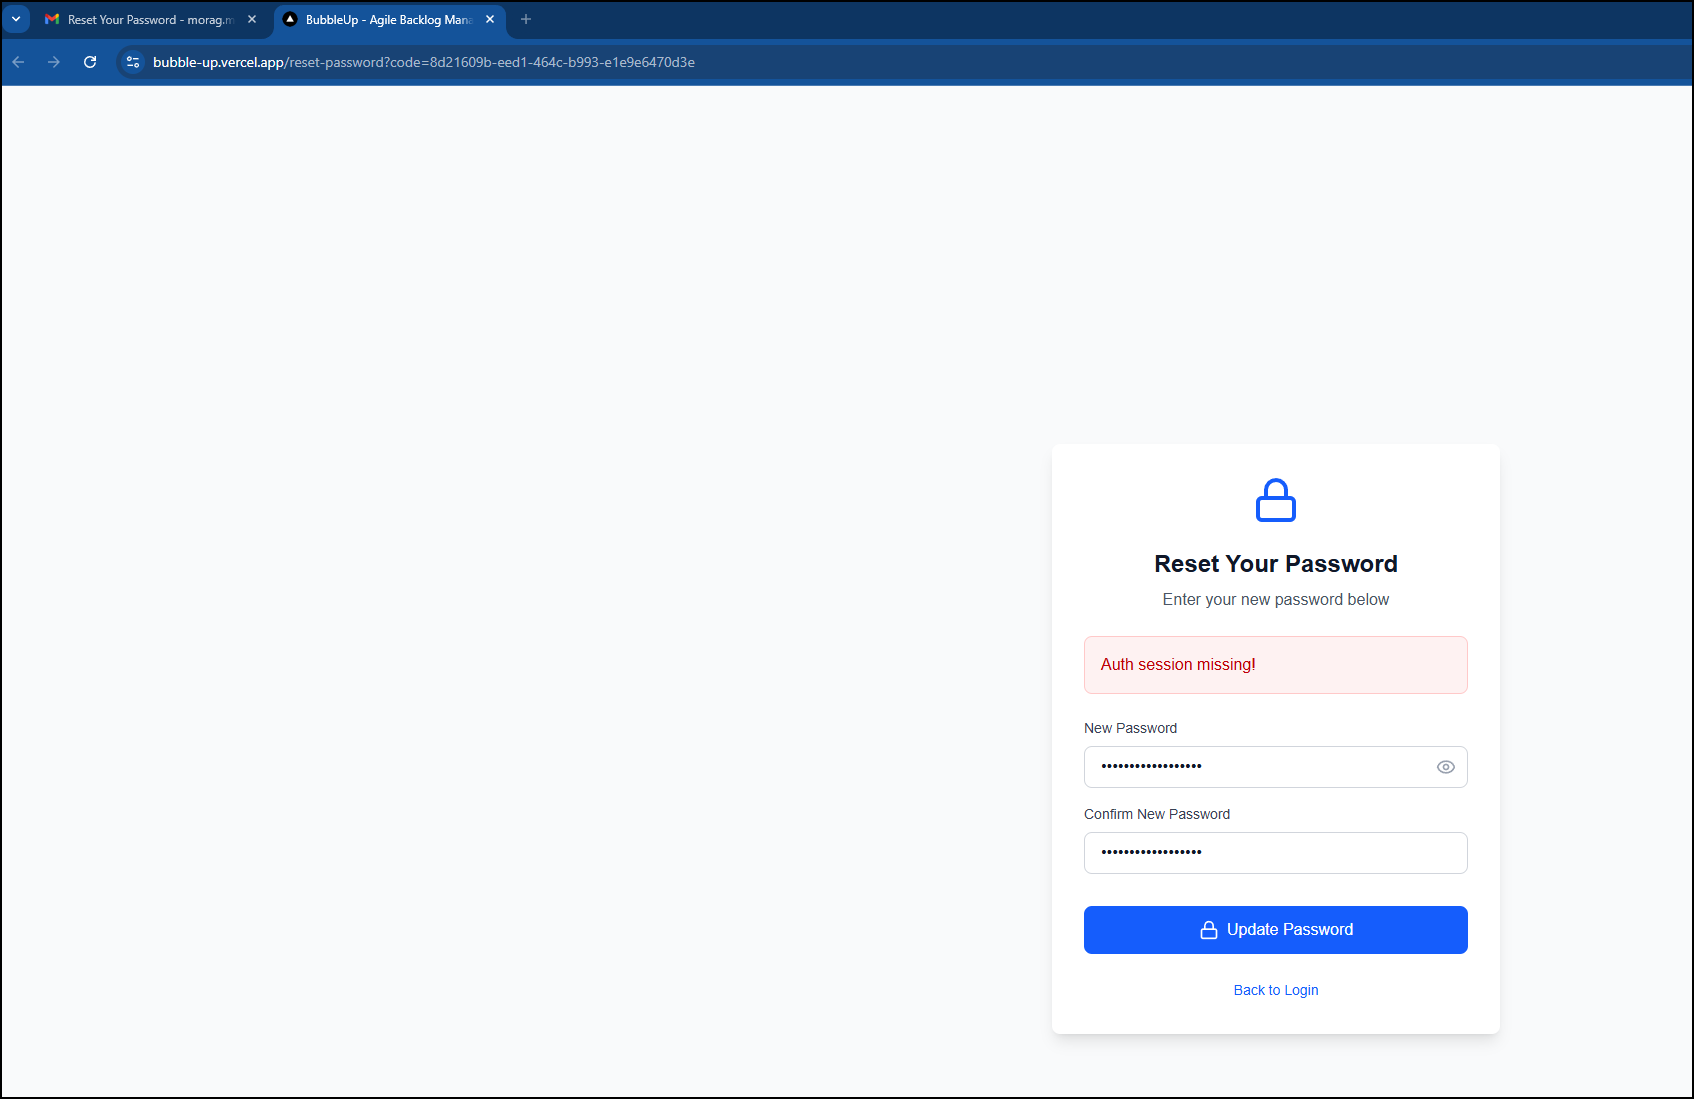 Reset Your Password - morag.m
BubbleUp - Agile Backlog Mana
bubble-up.vercel.app/reset-password?code=8d21609b-eed1-464c-b993-e1e9e6470d3e
Reset Your Password
Enter your new password below
Auth session missing!
New Password
••••••••••••••••••
Confirm New Password
••••••••••••••••••
Update Password
Back to Login